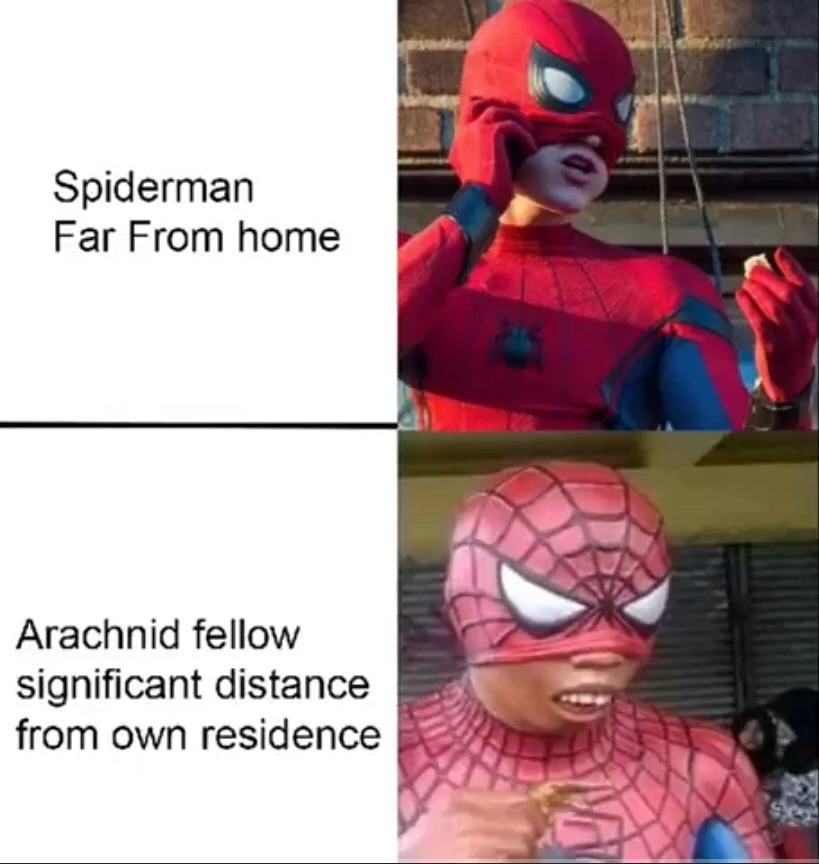 Spiderman
Far From home
Arachnid fellow
significant distance
from own residence